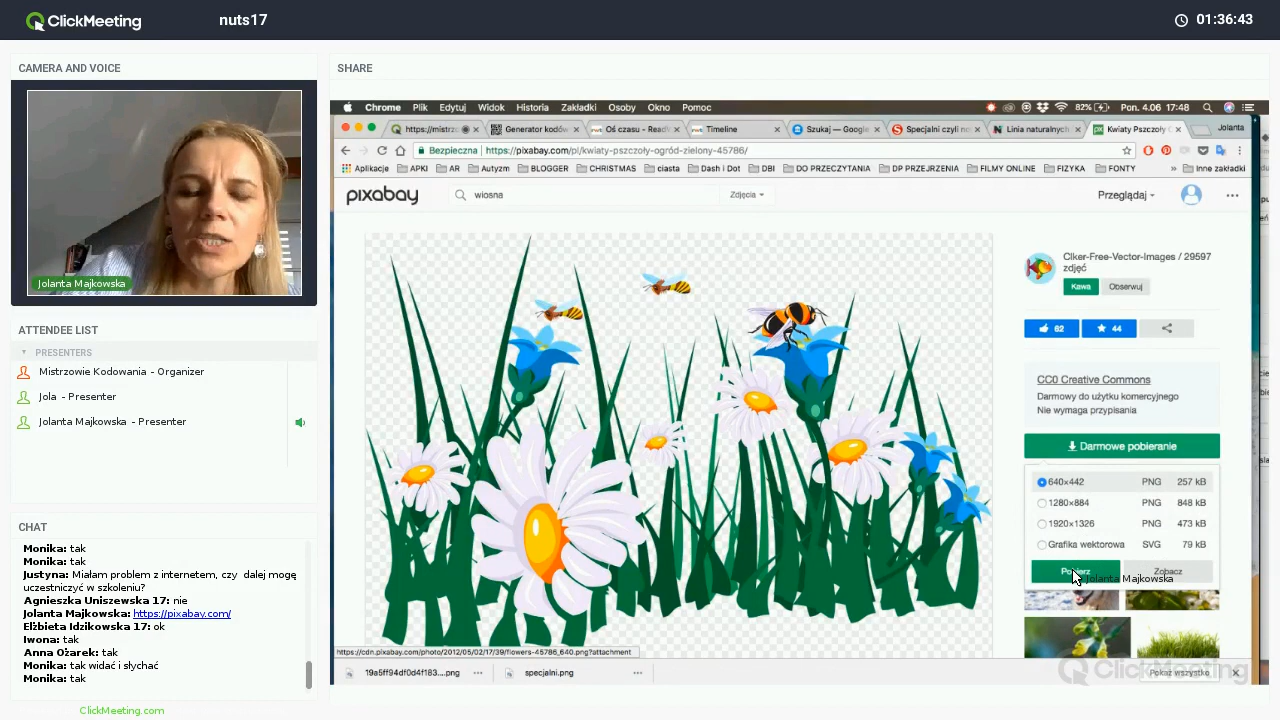 ClickMeeting
nuts17
01:36:43
CAMERA AND VOICE
Jolanta Majkowska
ATTENDEE LIST
PRESENTERS
Mistrzowie Kodowania - Organizer
Jola - Presenter
Jolanta Majkowska - Presenter
CHAT
Monika: tak
Monika: tak
Justyna: Miałam problem z internetem, czy dalej mogę
uczestniczyć w szkoleniu?
Agnieszka Uniszewska 17: nie
Jolanta Majkowska: https://pixabay.com/
Elżbieta Idzikowska 17: ok
Iwona: tak
Anna Ożarek: tak
Monika: tak widać i słychać
Monika: tak
ClickMeeting.com
SHARE
Chrome Plik Edytuj Widok Historia Zakładki Osoby Okno Pomoc
82% Pon. 4.06 17:48
https://mistrz Generator kodów Oś czasu - Read Timeline Szukaj — Google Specjalni czyli no Linia naturalnych Kwiaty Pszczoły O Jolanta
Bezpieczna https://pixabay.com/pl/kwiaty-pszczoły-ogród-zielony-45786/
Aplikacje APKI AR Autyzm BLOGGER CHRISTMAS ciasta Dash i Dot DBI DO PRZECZYTANIA DP PRZEJRZENIA FILMY ONLINE FIZYKA FONTY » Inne zakładki
pixabay wiosna Zdjęcia Przeglądaj
Clker-Free-Vector-Images / 29597
zdjęć
Kawa Obserwuj
62 44
CC0 Creative Commons
Darmowy do użytku komercyjnego
Nie wymaga przypisania
Darmowe pobieranie
640×442 PNG 257 kB
1280×884 PNG 848 kB
1920×1326 PNG 473 kB
Grafika wektorowa SVG 79 kB
Pobierz Zobacz
Jolanta Majkowska
https://cdn.pixabay.com/photo/2012/05/02/17/39/flowers-45786_640.png?attachment
19a5ff94df0d4f183....png specjalni.png Pokaż wszystko
ClickMeeting